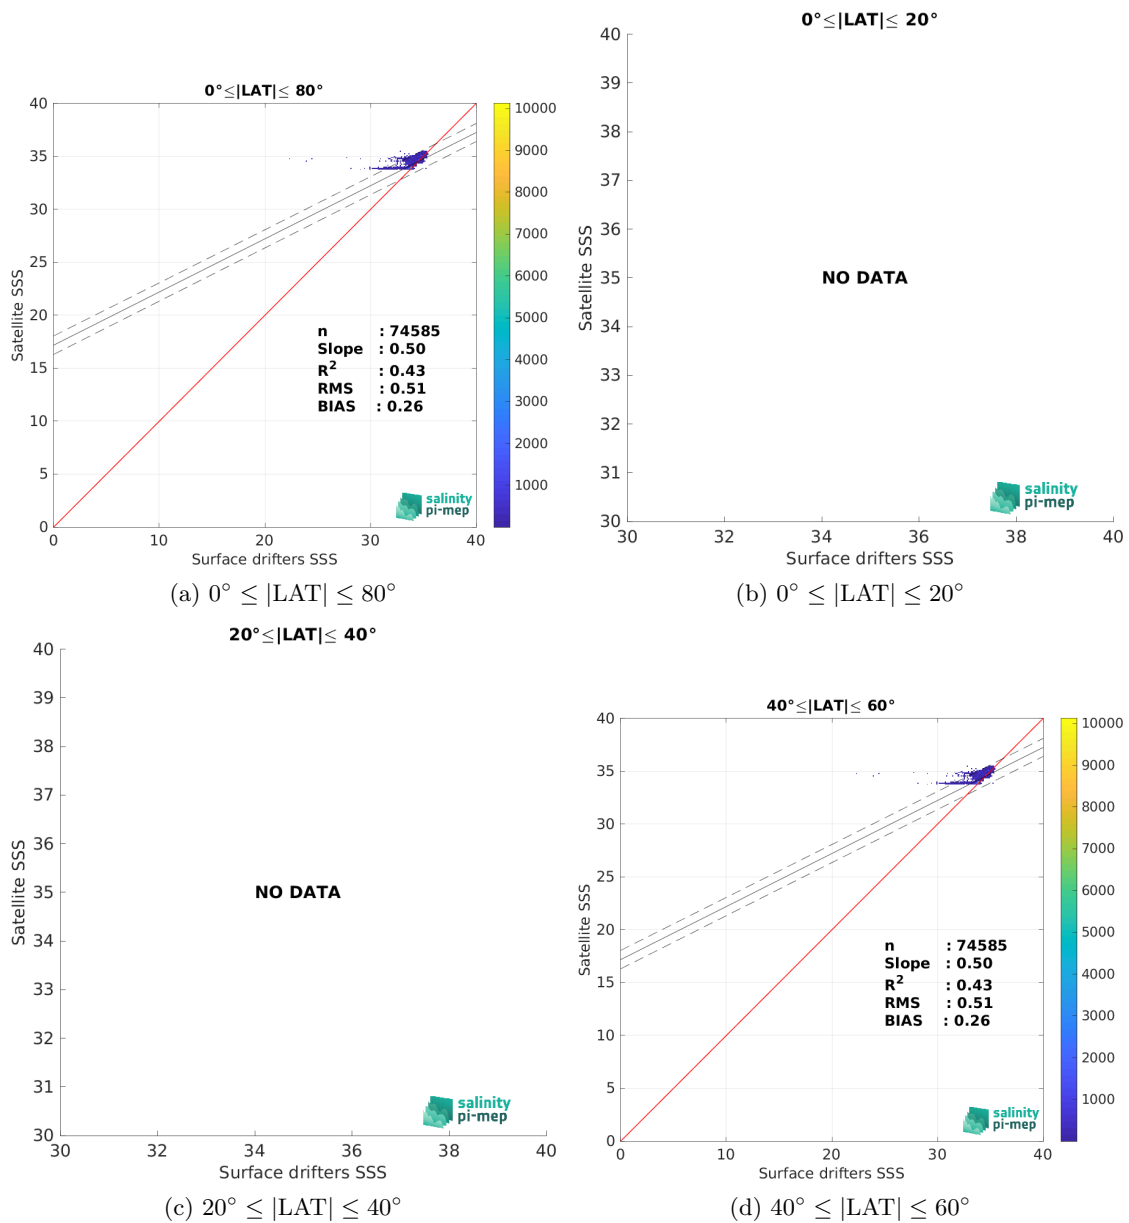 0°≤|LAT|≤ 80°
40
35
30
25
20
15
10
5
0
Satellite SSS
n : 74585
Slope : 0.50
R² : 0.43
RMS : 0.51
BIAS : 0.26
salinity
pi-mep
0 10 20 30 40
Surface drifters SSS
10000
9000
8000
7000
6000
5000
4000
3000
2000
1000
(a) 0° ≤ |LAT| ≤ 80°
0°≤|LAT|≤ 20°
40
39
38
37
36
35
34
33
32
31
30
Satellite SSS
NO DATA
salinity
pi-mep
30 32 34 36 38 40
Surface drifters SSS
(b) 0° ≤ |LAT| ≤ 20°
20°≤|LAT|≤ 40°
40
39
38
37
36
35
34
33
32
31
30
Satellite SSS
NO DATA
salinity
pi-mep
30 32 34 36 38 40
Surface drifters SSS
(c) 20° ≤ |LAT| ≤ 40°
40°≤|LAT|≤ 60°
40
35
30
25
20
15
10
5
0
Satellite SSS
n : 74585
Slope : 0.50
R² : 0.43
RMS : 0.51
BIAS : 0.26
salinity
pi-mep
0 10 20 30 40
Surface drifters SSS
10000
9000
8000
7000
6000
5000
4000
3000
2000
1000
(d) 40° ≤ |LAT| ≤ 60°